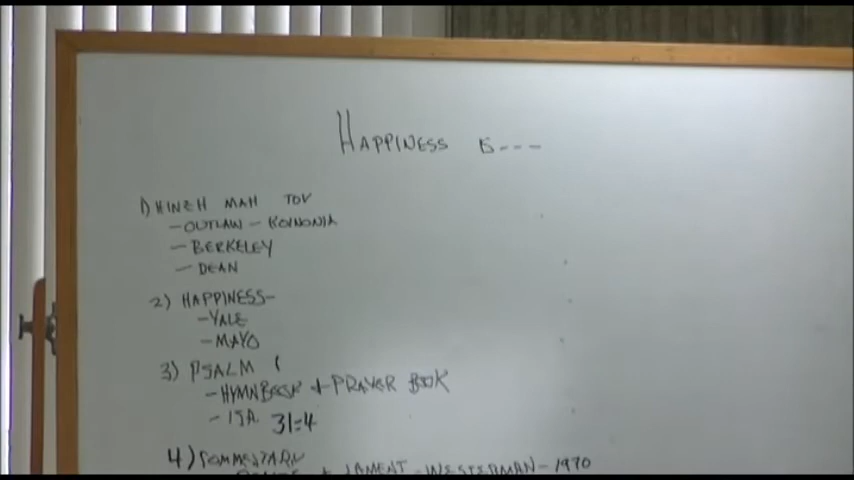 HAPPINESS IS---
1) HINEH MAH TOV
- OUTLAW - KOINONIA
- BERKELEY
- DEAN
2) HAPPINESS-
- YALE
- MAYO
3) PSALM 1
- HYMNBOOK + PRAYER BOOK
- ISA. 31:4
4) COMMENTARY
+ LAMENT - WESTERMAN - 1970